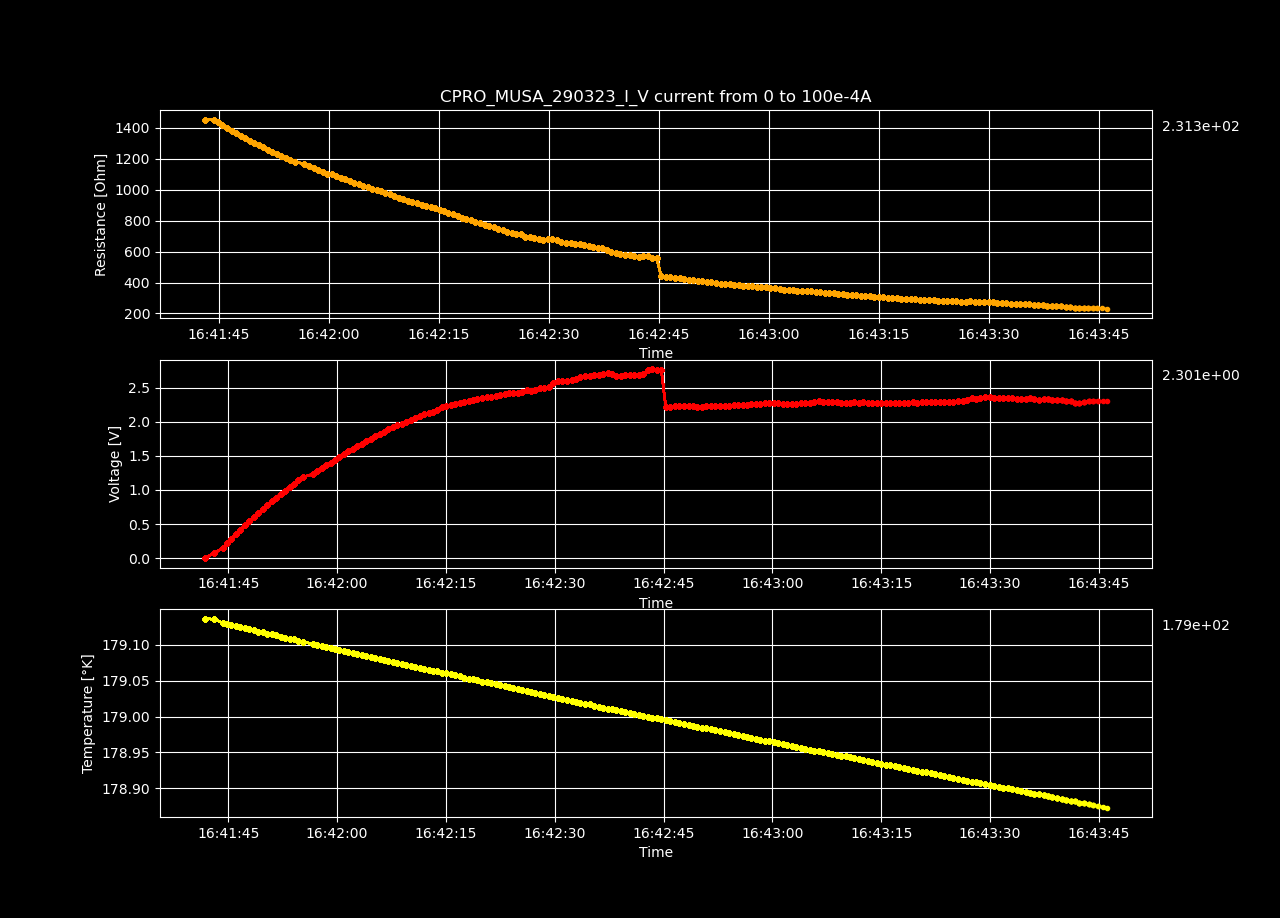 CPRO_MUSA_290323_I_V current from 0 to 100e-4A
2.313e+02
Resistance [Ohm]
1400
1200
1000
800
600
400
200
16:41:45 16:42:00 16:42:15 16:42:30 16:42:45 16:43:00 16:43:15 16:43:30 16:43:45
Time
2.301e+00
Voltage [V]
2.5
2.0
1.5
1.0
0.5
0.0
16:41:45 16:42:00 16:42:15 16:42:30 16:42:45 16:43:00 16:43:15 16:43:30 16:43:45
Time
1.79e+02
Temperature [°K]
179.10
179.05
179.00
178.95
178.90
16:41:45 16:42:00 16:42:15 16:42:30 16:42:45 16:43:00 16:43:15 16:43:30 16:43:45
Time